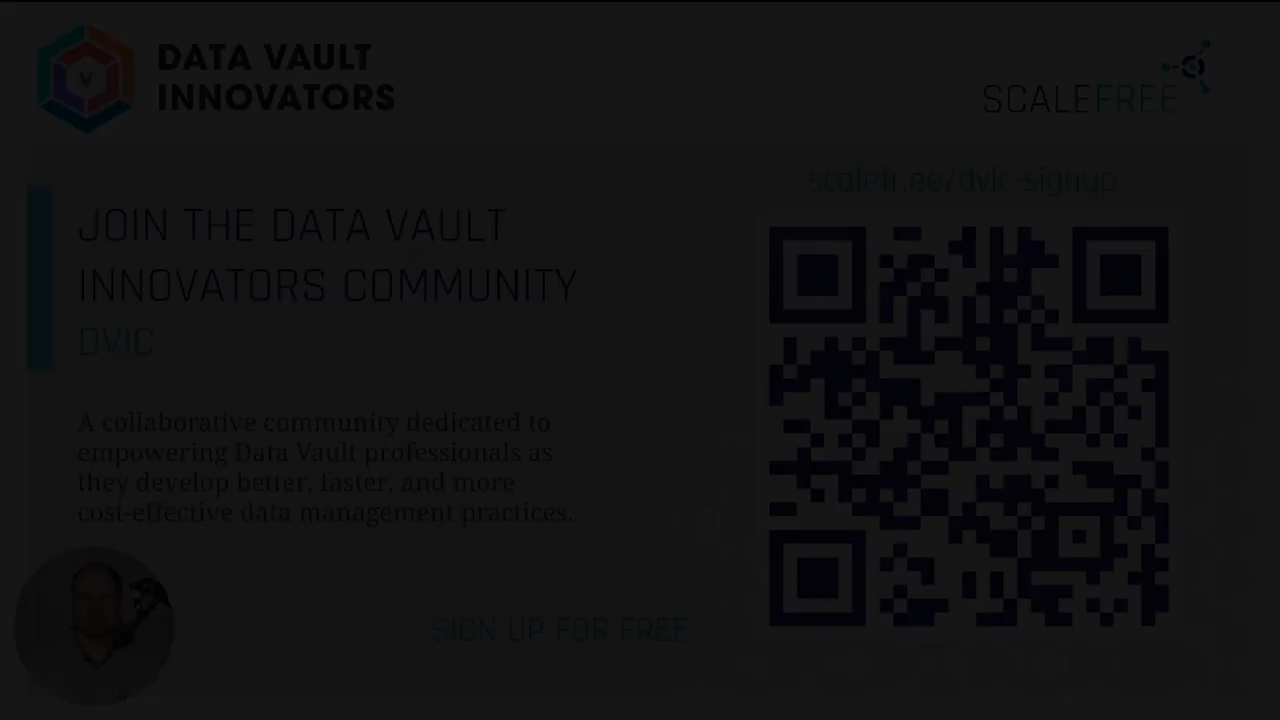 DATA VAULT
INNOVATORS
SCALEFREE
scalefr.ee/dvic-signup
JOIN THE DATA VAULT
INNOVATORS COMMUNITY
DVIC
A collaborative community dedicated to
empowering Data Vault professionals as
they develop better, faster, and more
cost-effective data management practices.
SIGN UP FOR FREE